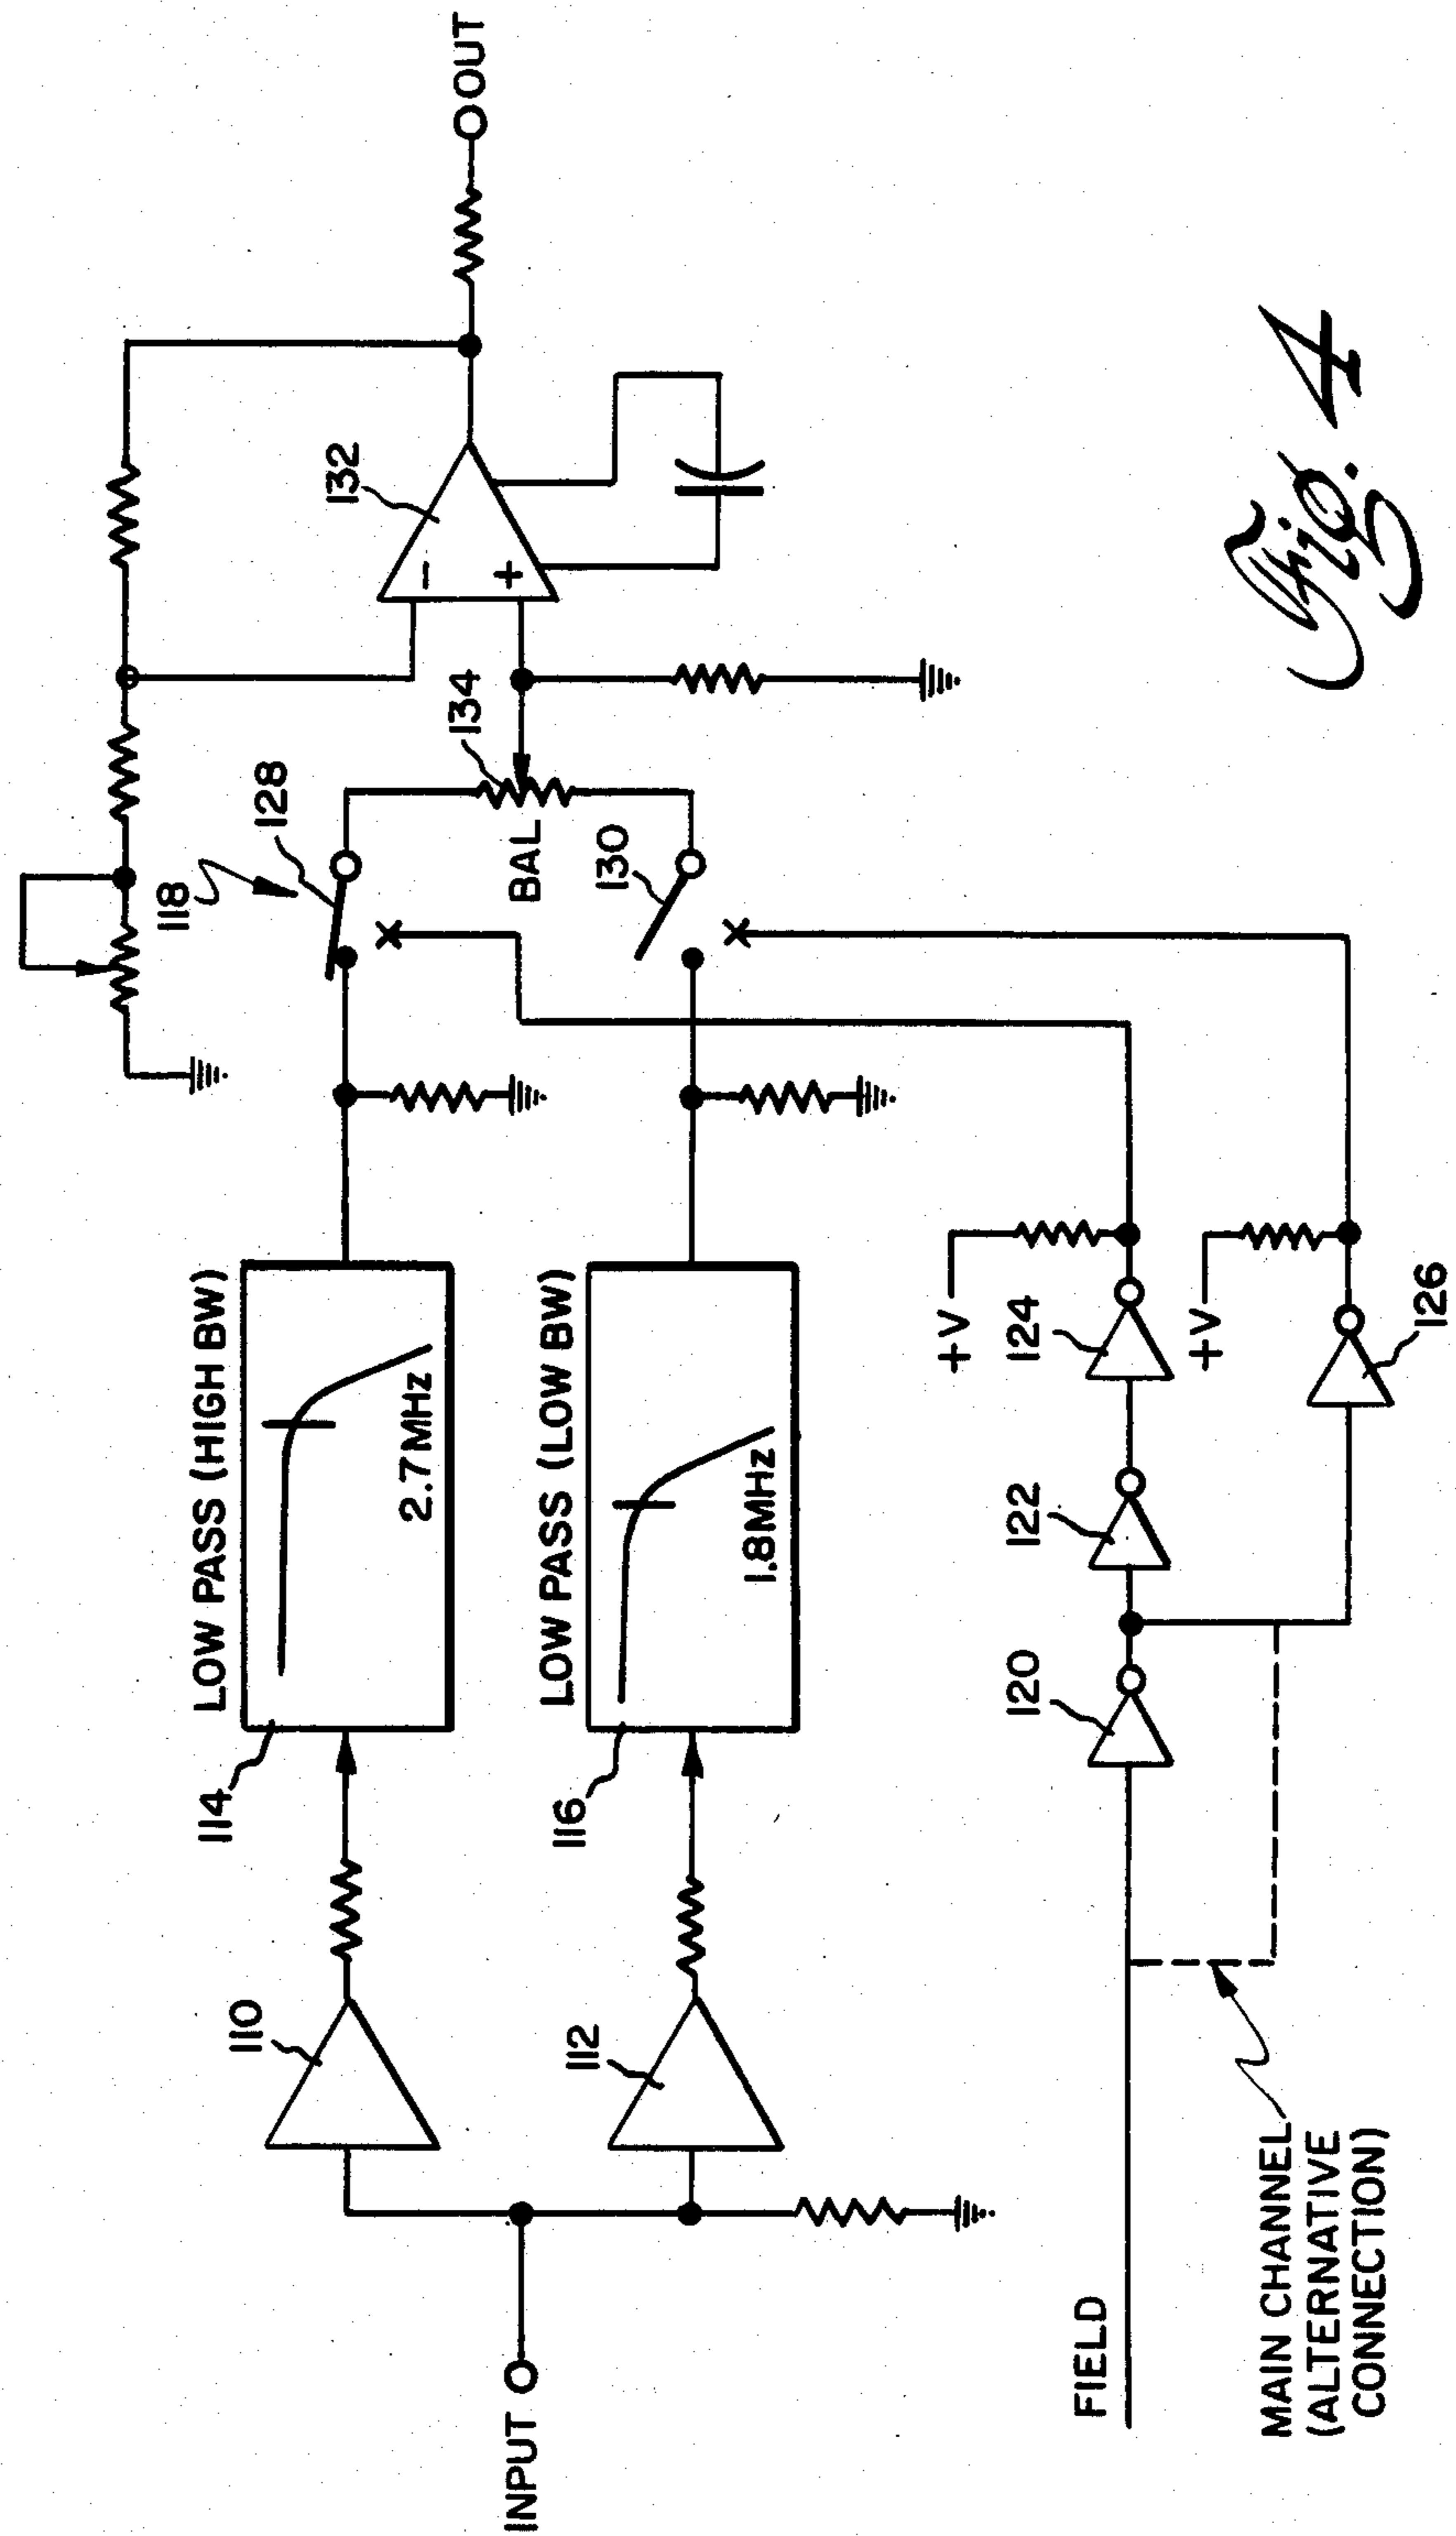 118
128
132
OUT
-
+
134
BAL
130
LOW PASS (HIGH BW)
114
2.7MHz
110
LOW PASS (LOW BW)
116
1.8MHz
112
INPUT
+V
+V
120
122
124
126
FIELD
MAIN CHANNEL
(ALTERNATIVE
CONNECTION)
Fig. 4